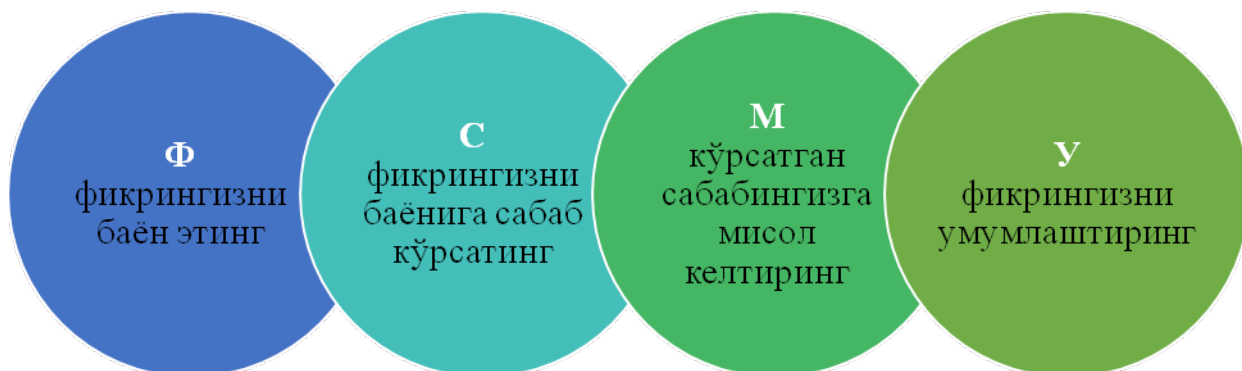 Ф
фикрингизни
баён этинг
С
фикрингизни
баёнига сабаб
кўрсатинг
М
кўрсатган
сабабингизга
мисол
келтиринг
У
фикрингизни
умумлаштиринг